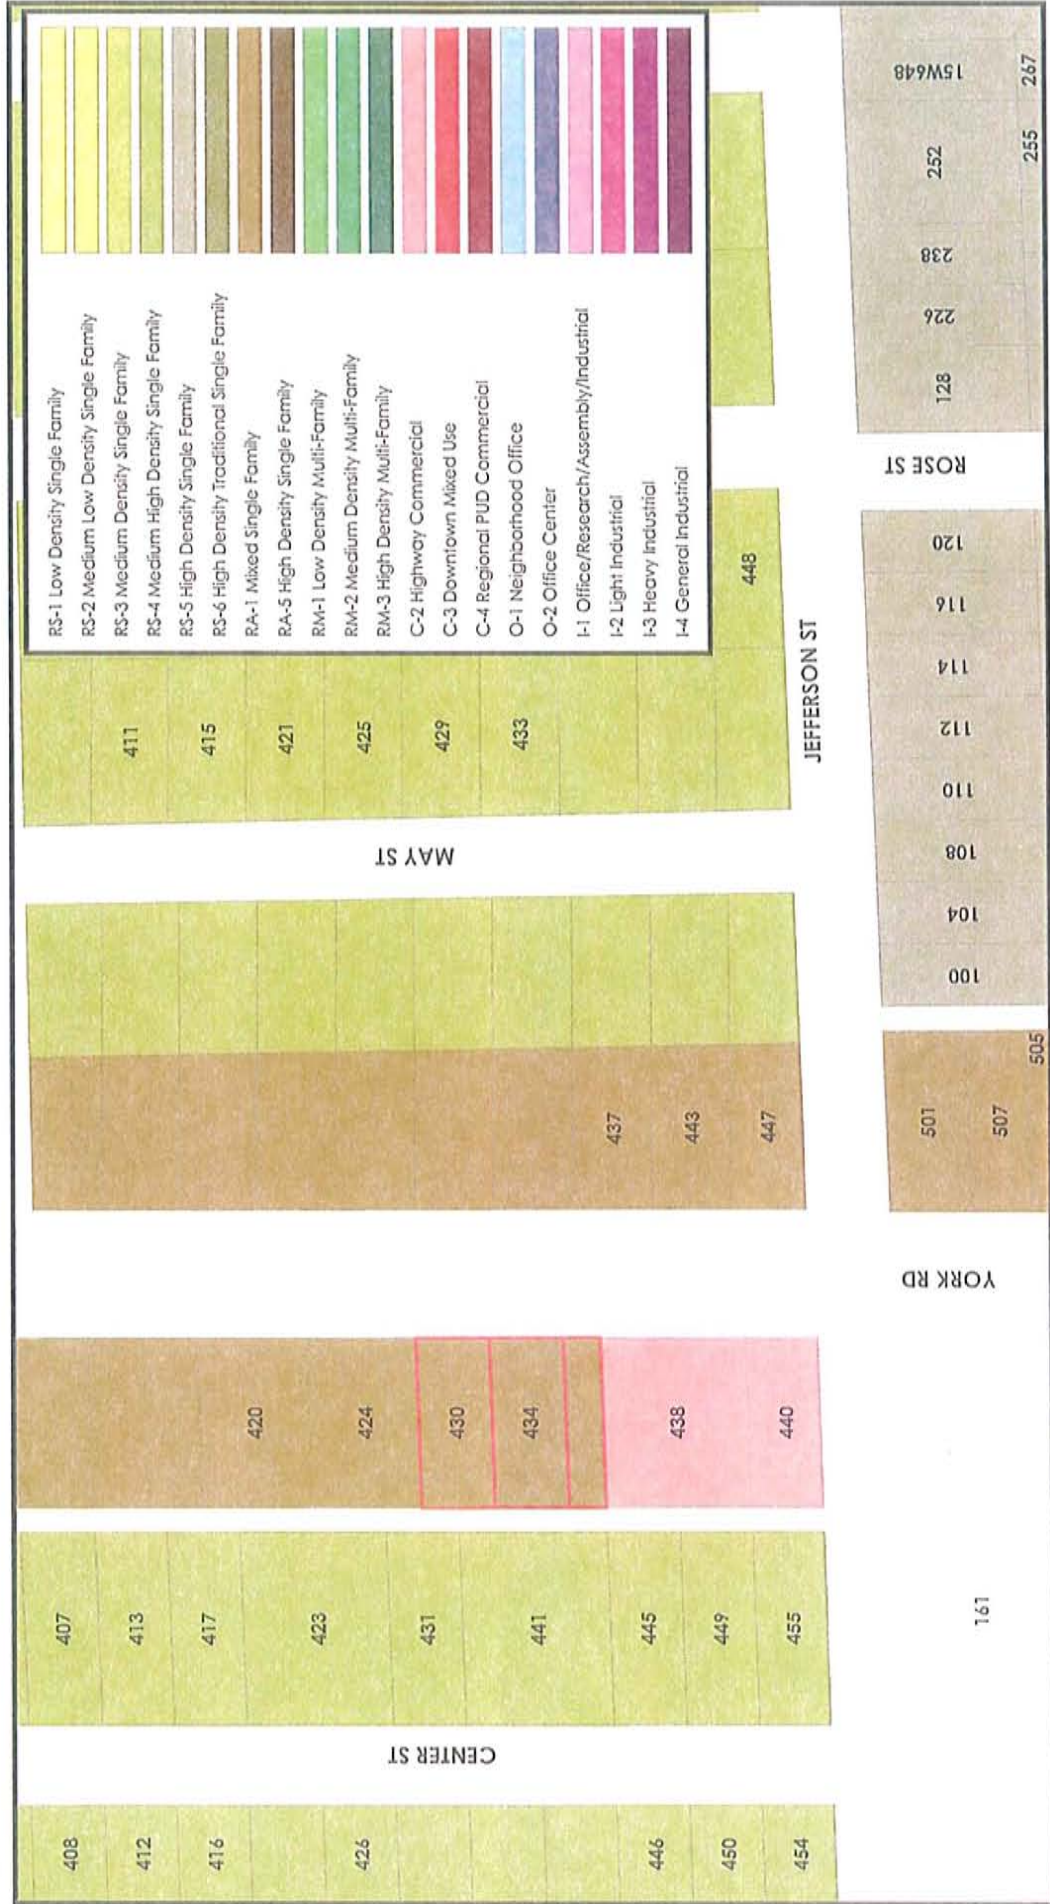 RS-1 Low Density Single Family
RS-2 Medium Low Density Single Family
RS-3 Medium Density Single Family
RS-4 Medium High Density Single Family
RS-5 High Density Single Family
RS-6 High Density Traditional Single Family
RA-1 Mixed Single Family
RA-5 High Density Single Family
RM-1 Low Density Multi-Family
RM-2 Medium Density Multi-Family
RM-3 High Density Multi-Family
C-2 Highway Commercial
C-3 Downtown Mixed Use
C-4 Regional PUD Commercial
O-1 Neighborhood Office
O-2 Office Center
I-1 Office/Research/Assembly/Industrial
I-2 Light Industrial
I-3 Heavy Industrial
I-4 General Industrial
408
412
416
426
446
450
454
CENTER ST
407
413
417
423
431
441
445
449
455
161
420
424
430
434
438
440
YORK RD
437
443
447
501
507
505
MAY ST
411
415
421
425
429
433
448
JEFFERSON ST
100
104
108
110
112
114
116
120
ROSE ST
128
226
238
252
15W648
255
267